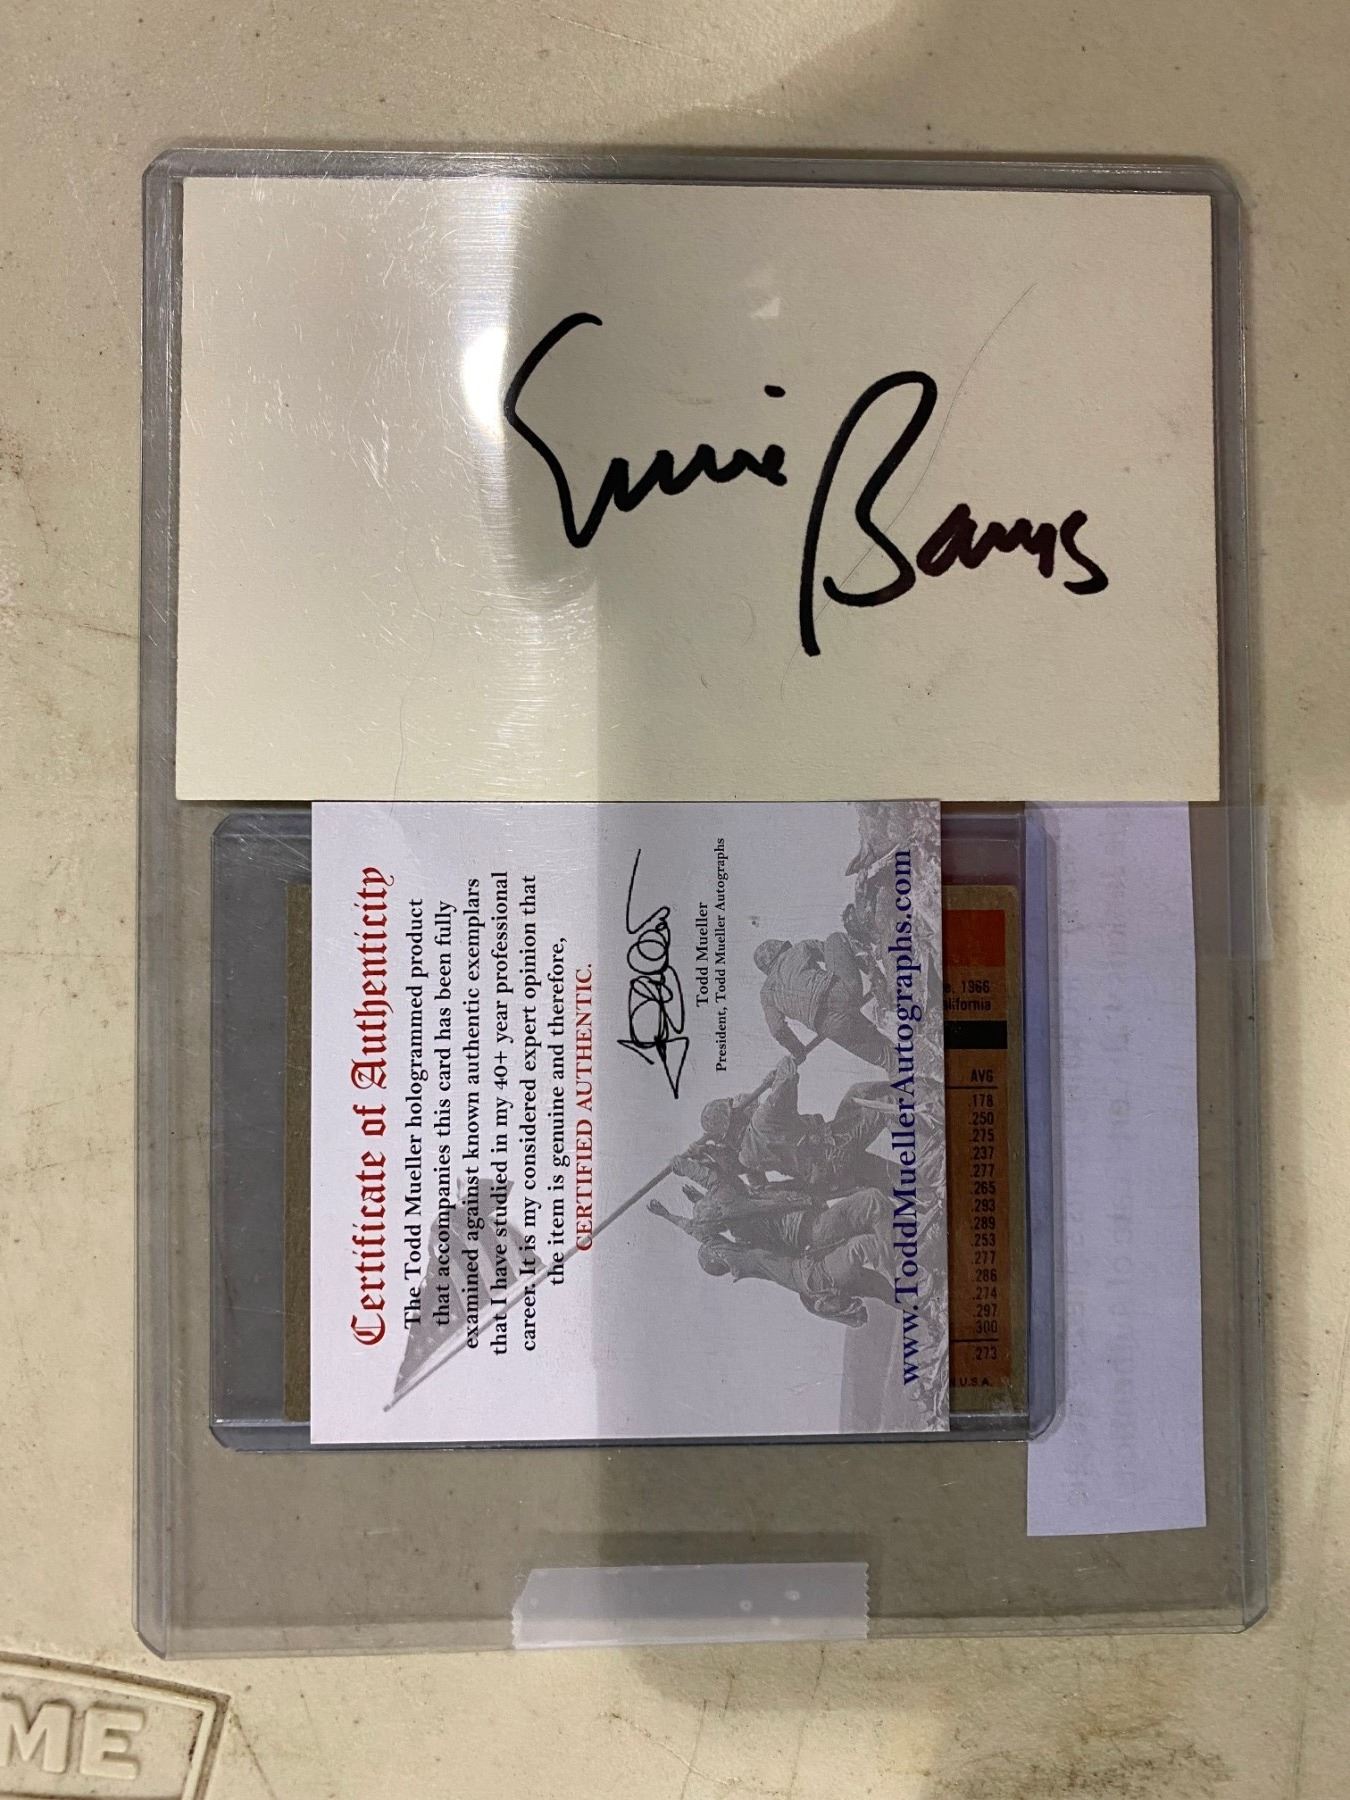 Ernie Banks
Certificate of Authenticity
The Todd Mueller hologrammed product
that accompanies this card has been fully
examined against known authentic exemplars
that I have studied in my 40+ year professional
career. It is my considered expert opinion that
the item is genuine and therefore,
CERTIFIED AUTHENTIC.
Todd Mueller
President, Todd Mueller Autographs
www.ToddMuellerAutographs.com
1966
AVG
.178
.250
.275
.237
.277
.265
.293
.289
.253
.277
.286
.274
.297
.300
.273
U.S.A.
ME